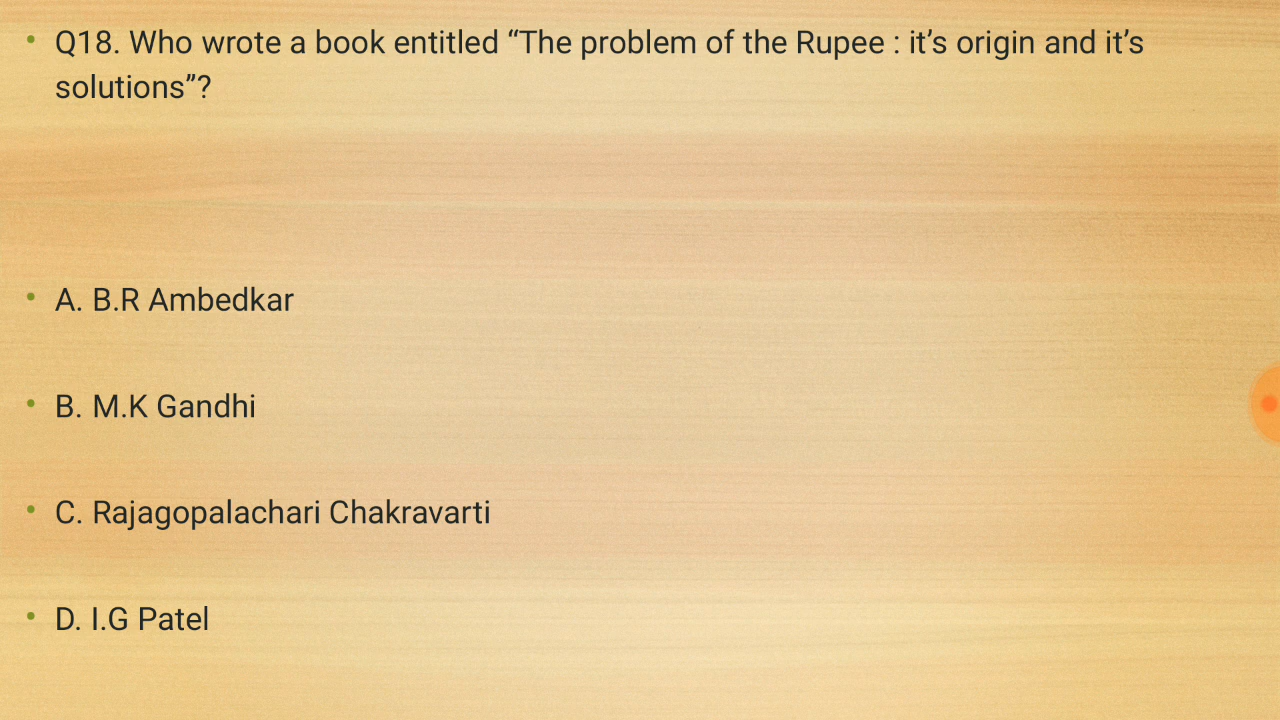 • Q18. Who wrote a book entitled “The problem of the Rupee : it’s origin and it’s
solutions”?
• A. B.R Ambedkar
• B. M.K Gandhi
• C. Rajagopalachari Chakravarti
• D. I.G Patel